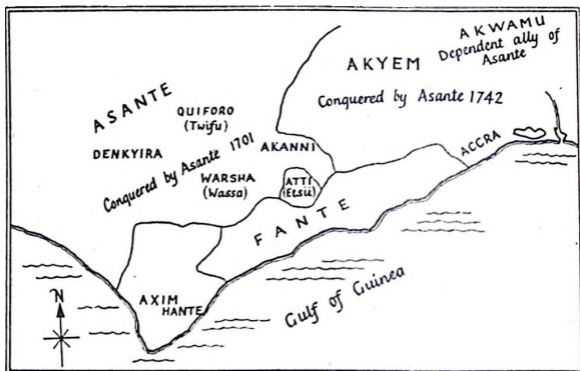 AKWAMU
Dependent ally of
Asante
AKYEM
Conquered by Asante 1742
ASANTE
QUIFORO
(Twifu)
DENKYIRA
Conquered by Asante 1701
AKANNI
WARSHA
(Wassa)
ATTI
(Etsu)
ACCRA
FANTE
AXIM
HANTE
Gulf of Guinea
N